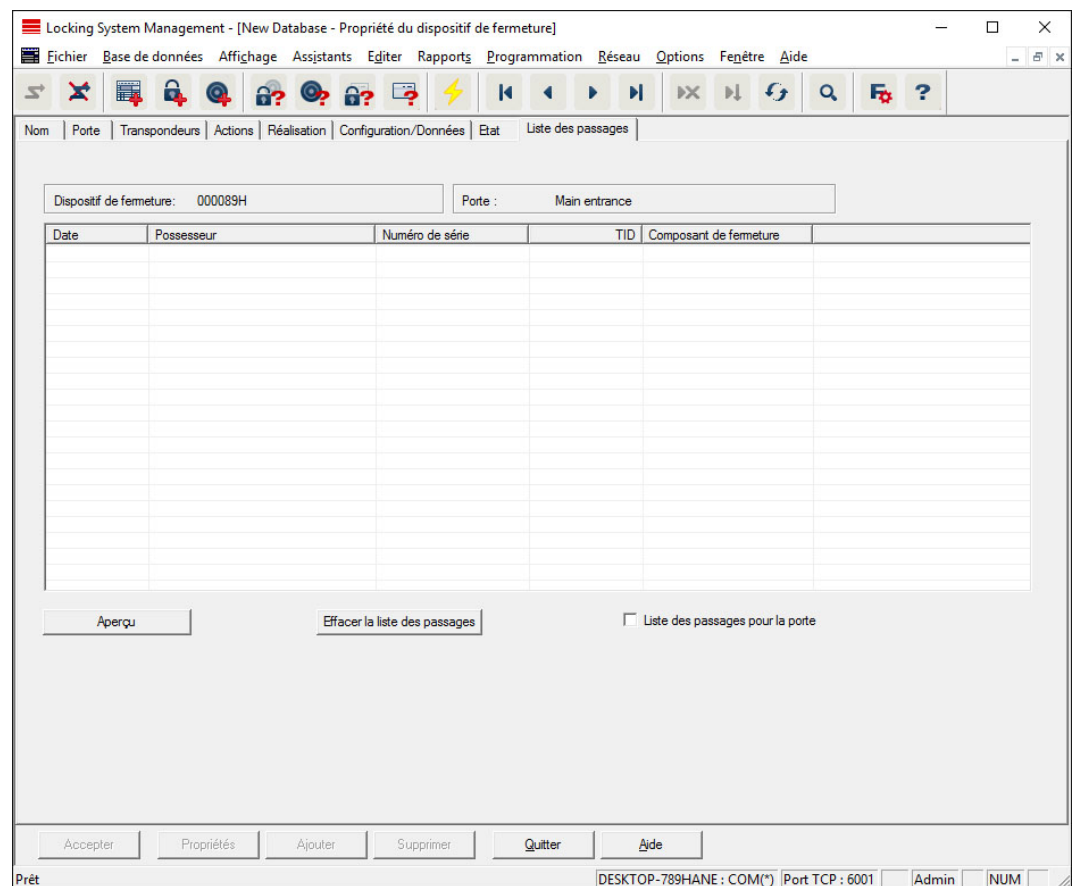 Locking System Management - [New Database - Propriété du dispositif de fermeture]
Fichier Base de données Affichage Assistants Editer Rapports Programmation Réseau Options Fenêtre Aide
Nom Porte Transpondeurs Actions Réalisation Configuration/Données Etat Liste des passages
Dispositif de fermeture: 000089H Porte : Main entrance
Date Possesseur Numéro de série TID Composant de fermeture
Aperçu Effacer la liste des passages Liste des passages pour la porte
Accepter Propriétés Ajouter Supprimer Quitter Aide
Prêt DESKTOP-789HANE : COM(*) Port TCP : 6001 Admin NUM